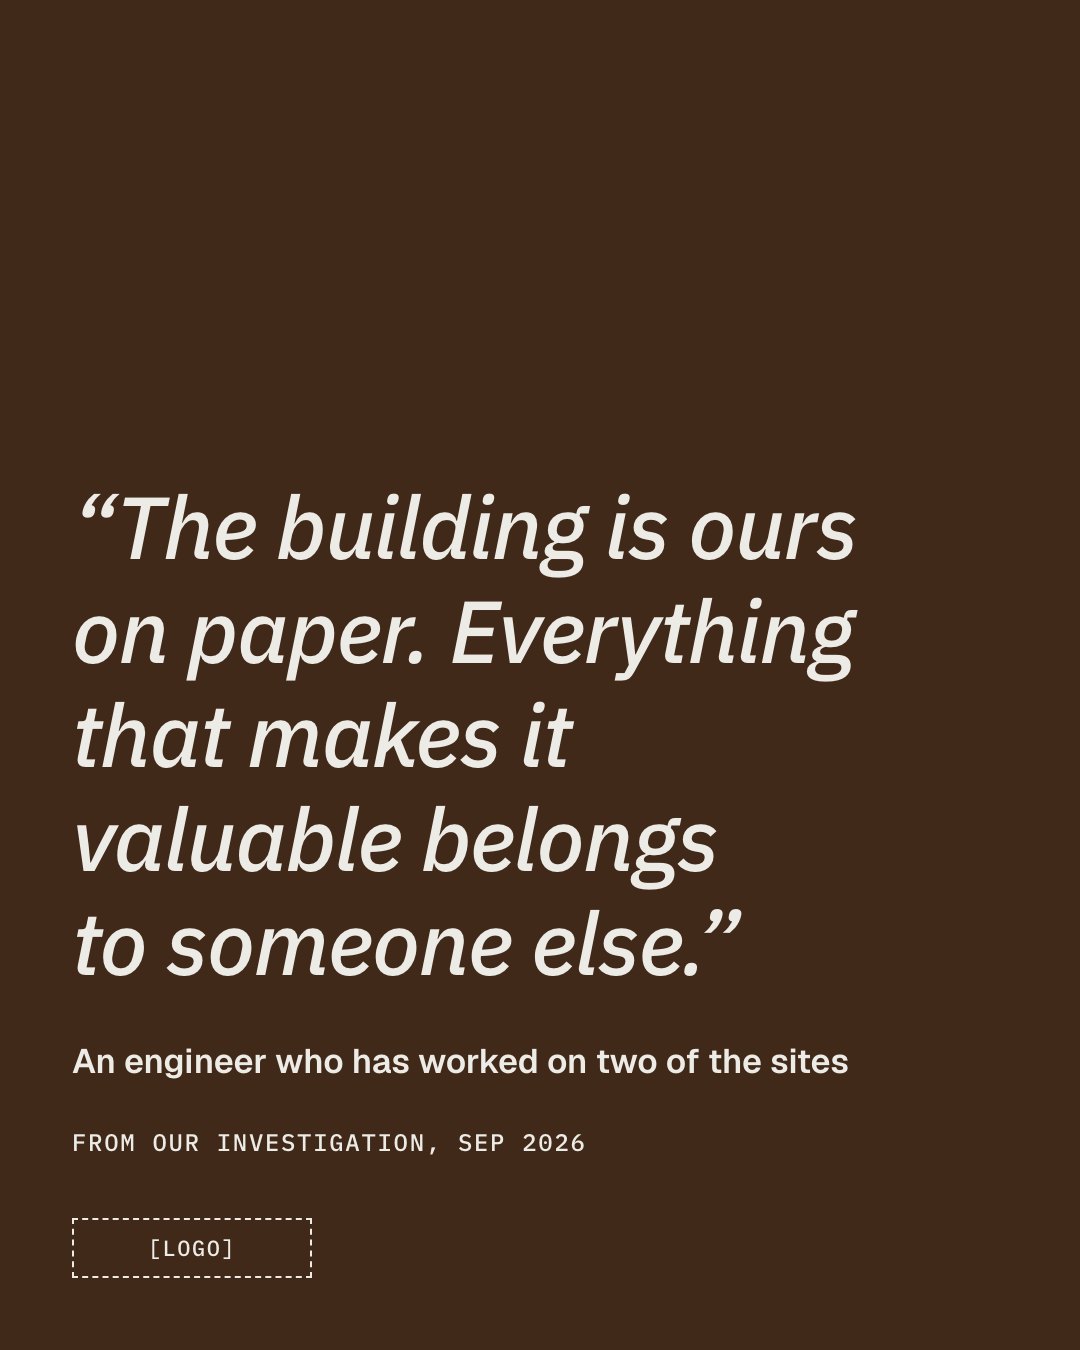 “The building is ours
on paper. Everything
that makes it
valuable belongs
to someone else.”
An engineer who has worked on two of the sites
FROM OUR INVESTIGATION, SEP 2026
[LOGO]